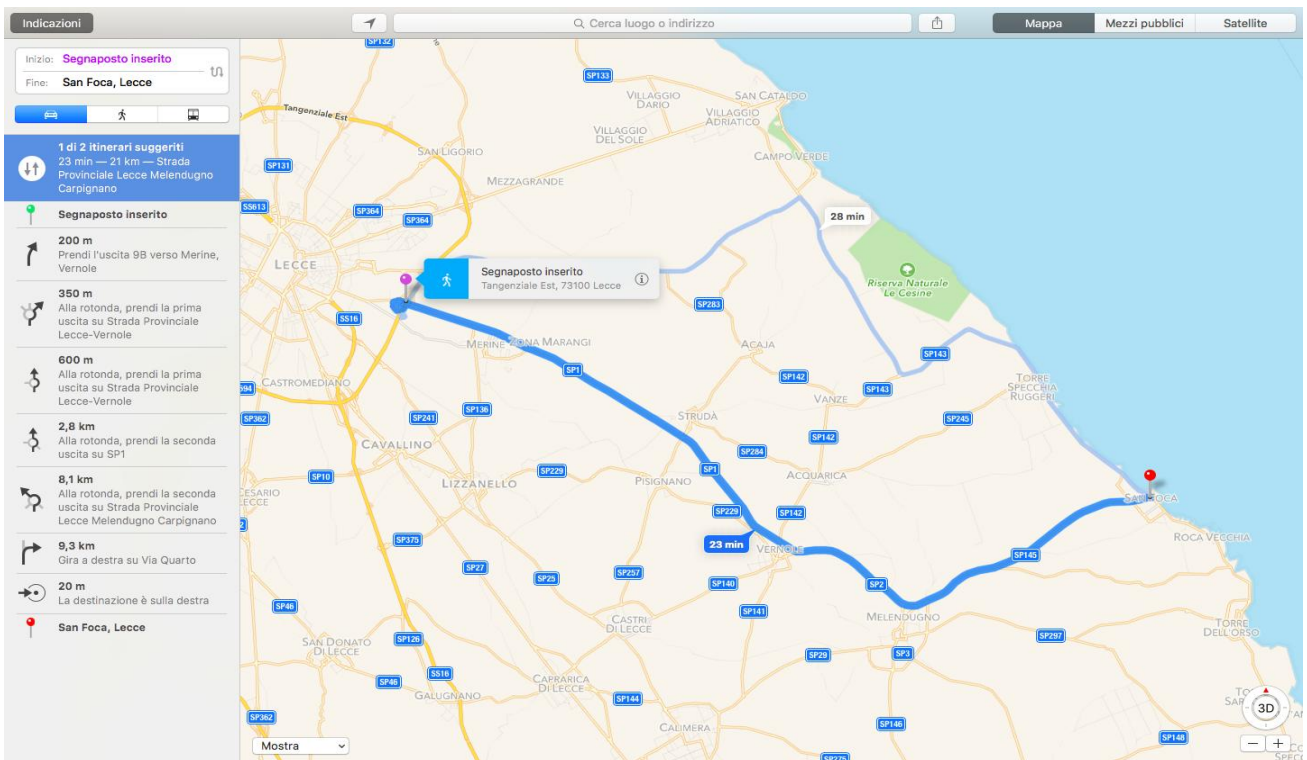 Indicazioni
Cerca luogo o indirizzo
Mappa
Mezzi pubblici
Satellite
Inizio: Segnaposto inserito
Fine: San Foca, Lecce
1 di 2 itinerari suggeriti
23 min — 21 km — Strada
Provinciale Lecce Melendugno
Carpignano
Segnaposto inserito
200 m
Prendi l'uscita 9B verso Merine,
Vernole
350 m
Alla rotonda, prendi la prima
uscita su Strada Provinciale
Lecce-Vernole
600 m
Alla rotonda, prendi la prima
uscita su Strada Provinciale
Lecce-Vernole
2,8 km
Alla rotonda, prendi la seconda
uscita su SP1
8,1 km
Alla rotonda, prendi la seconda
uscita su Strada Provinciale
Lecce Melendugno Carpignano
9,3 km
Gira a destra su Via Quarto
20 m
La destinazione è sulla destra
San Foca, Lecce
SP132
SP133
VILLAGGIO
DARIO
SAN CATALDO
Tangenziale Est
VILLAGGIO
ADRIATICO
VILLAGGIO
DEL SOLE
SAN LIGORIO
CAMPO VERDE
SP131
MEZZAGRANDE
SS613
SP364
SP364
28 min
LECCE
Segnaposto inserito
Tangenziale Est, 73100 Lecce
Riserva Naturale
Le Cesine
SP283
SS16
MERINE
ZONA MARANGI
ACAJA
SP143
SP1
SP142
SP143
CASTROMEDIANO
694
VANZE
TORRE
SPECCHIA
RUGGERI
SP362
SP241
SP136
STRUDÀ
SP245
SP142
CAVALLINO
SP284
SP10
SP229
SP1
ACQUARICA
LIZZANELLO
PISIGNANO
SAN FOCA
SP229
SP142
SP375
23 min
VERNOLE
ROCA VECCHIA
SP145
SP27
SP25
SP257
SP140
SP2
SP46
SP141
CASTRI
DI LECCE
MELENDUGNO
TORRE
DELL'ORSO
SAN DONATO
DI LECCE
SP126
SP297
SP29
SP3
SS16
SP46
CAPRARICA
DI LECCE
GALUGNANO
SP144
3D
SP362
SP146
CALIMERA
SP148
Mostra
SP275